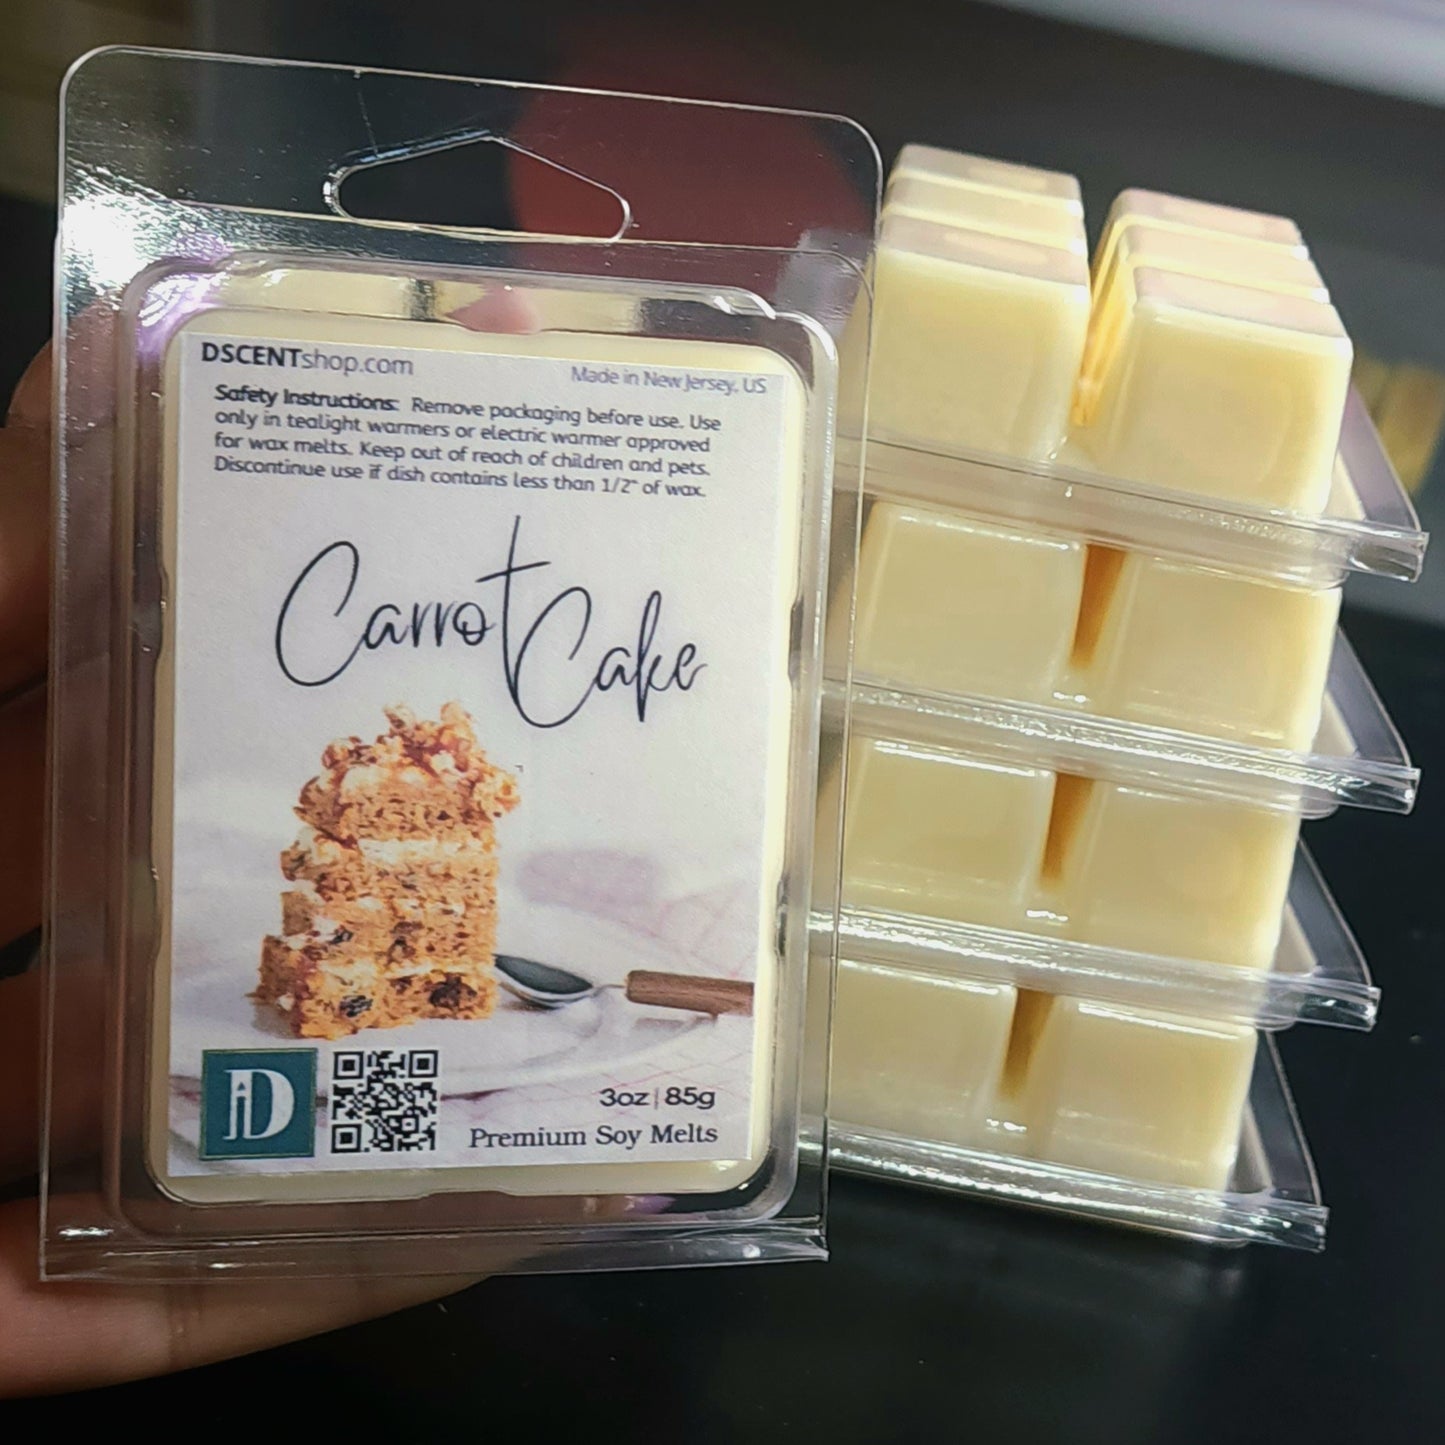 DSCENTshop.com
Made in New Jersey, US
Safety Instructions: Remove packaging before use. Use
only in tealight warmers or electric warmer approved
for wax melts. Keep out of reach of children and pets.
Discontinue use if dish contains less than 1/2" of wax.
Carrot Cake
D
3oz | 85g
Premium Soy Melts